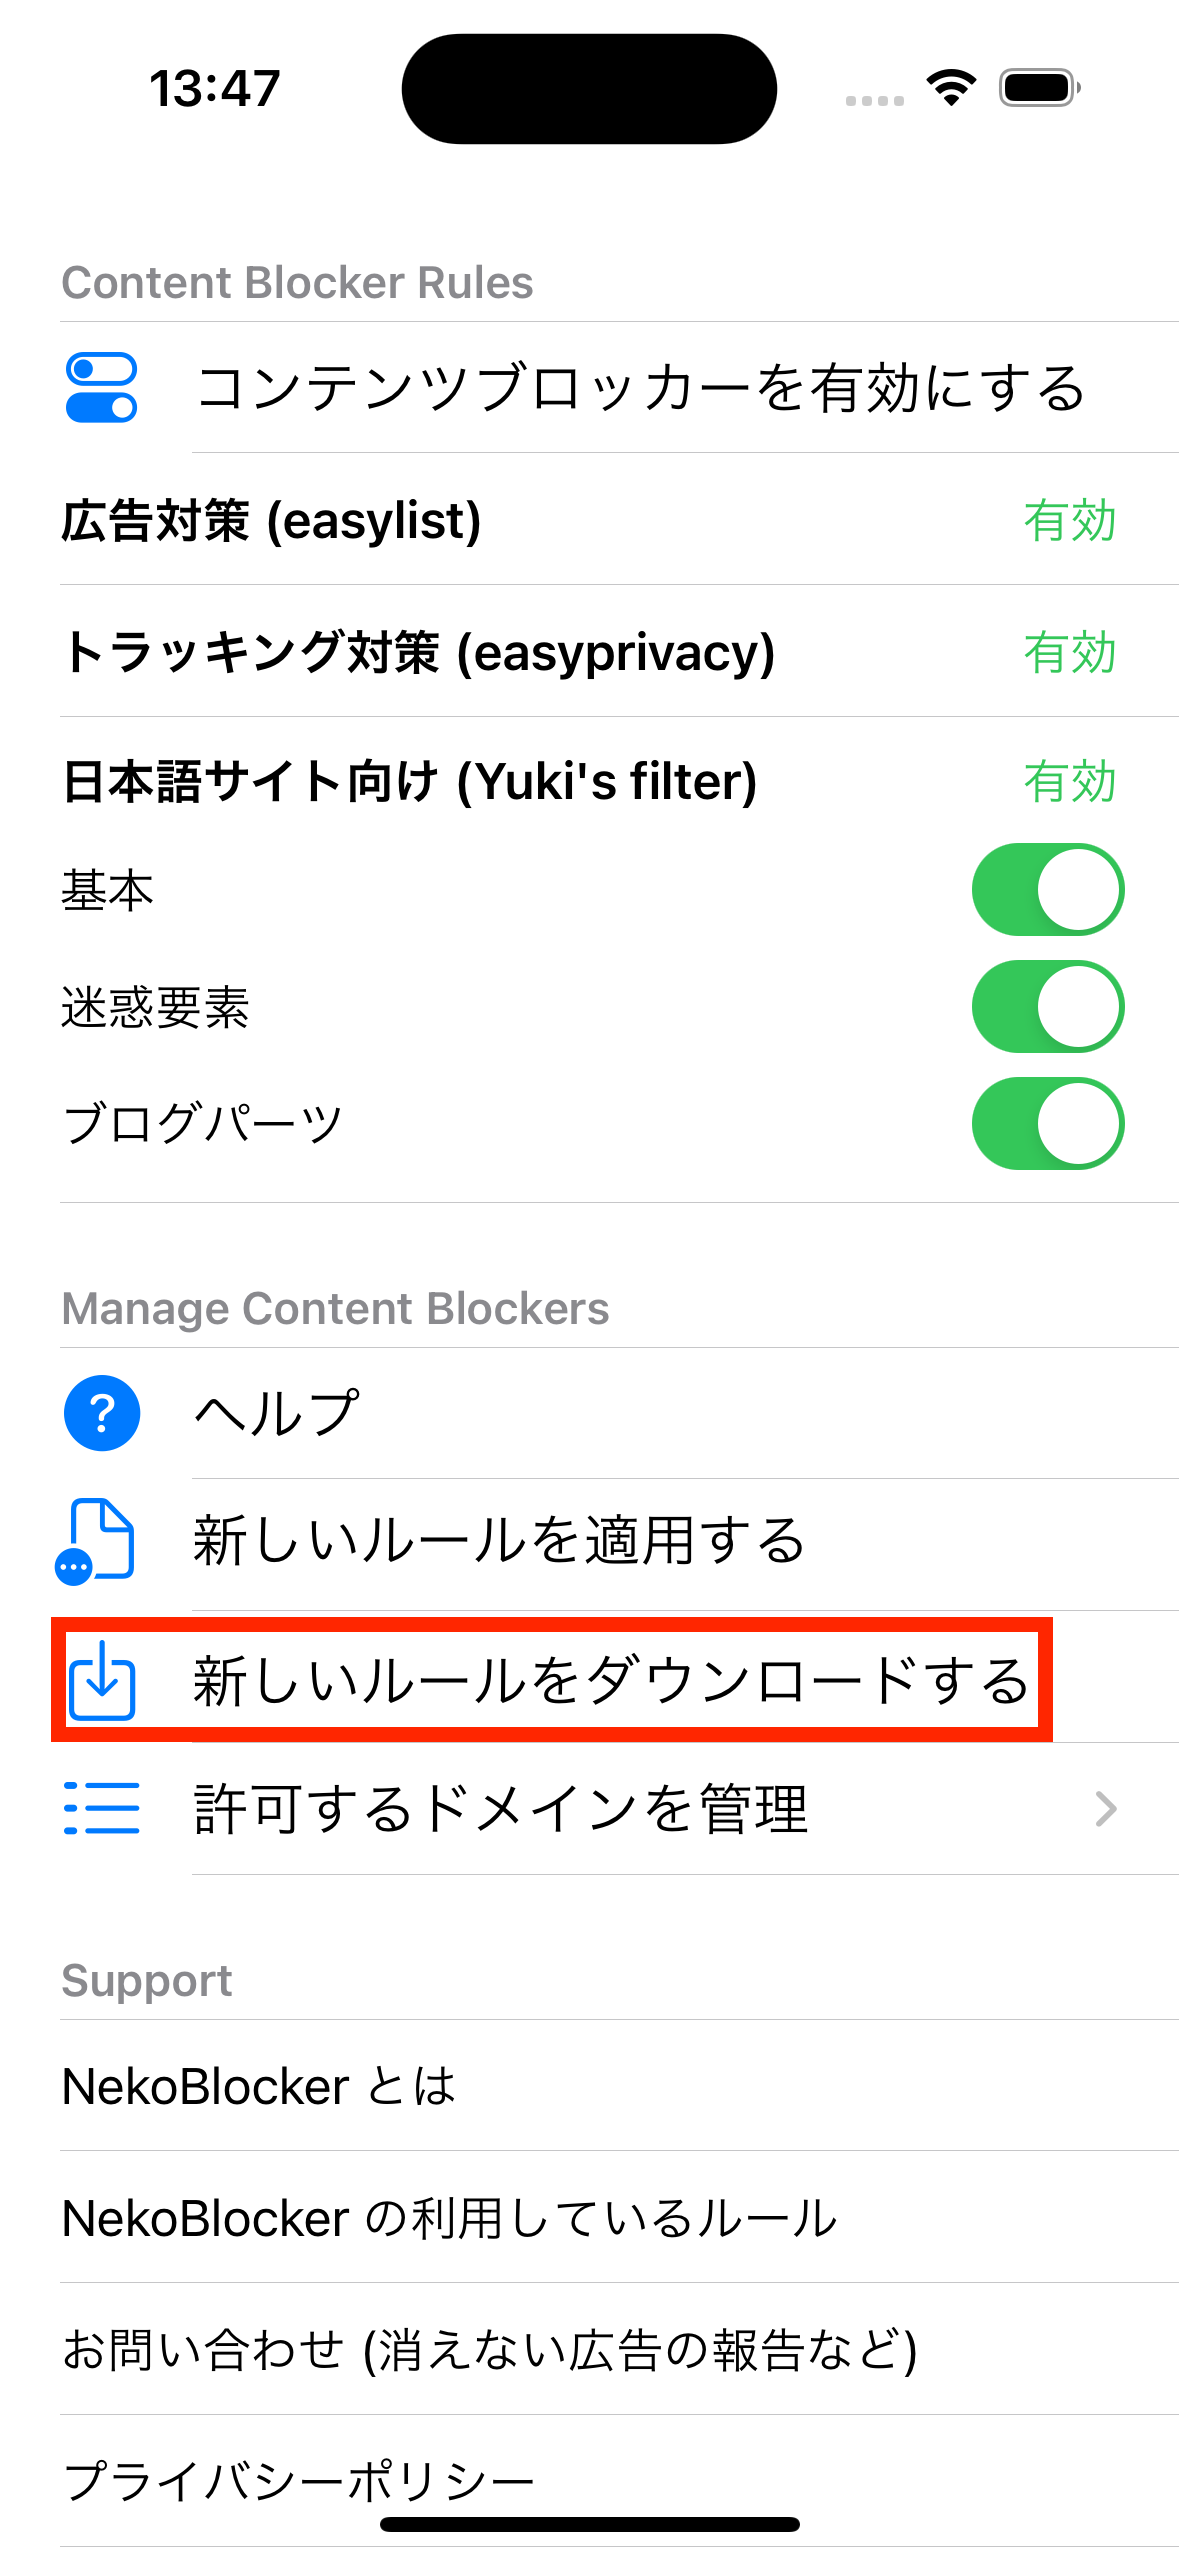 13:47
Content Blocker Rules
コンテンツブロッカーを有効にする
広告対策 (easylist) 有効
トラッキング対策 (easyprivacy) 有効
日本語サイト向け (Yuki's filter) 有効
基本
迷惑要素
ブログパーツ
Manage Content Blockers
ヘルプ
新しいルールを適用する
新しいルールをダウンロードする
許可するドメインを管理
Support
NekoBlocker とは
NekoBlocker の利用しているルール
お問い合わせ (消えない広告の報告など)
プライバシーポリシー